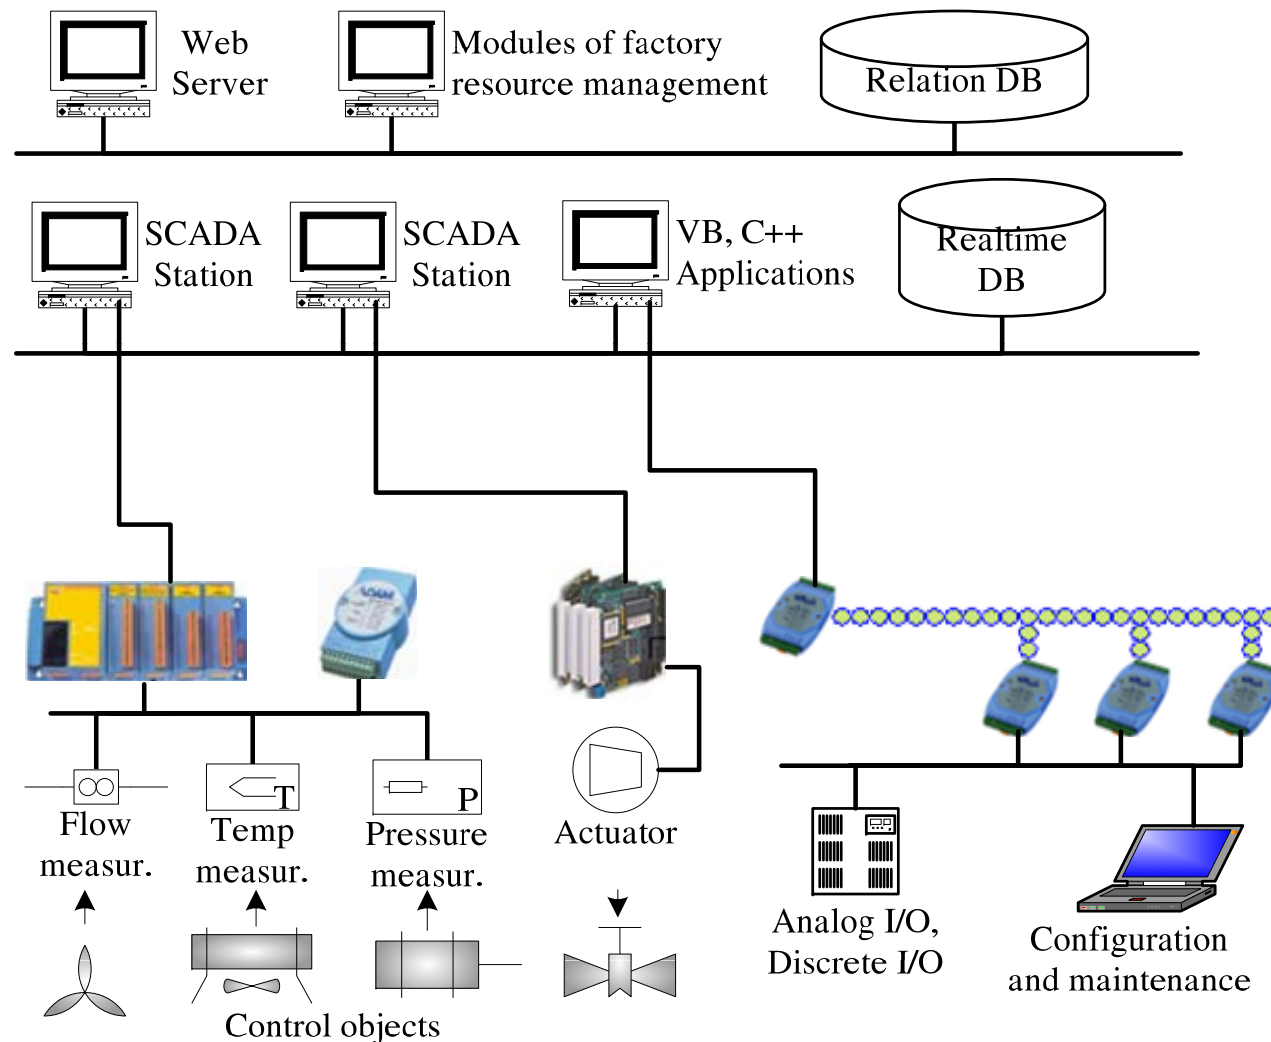 Web
Server
Modules of factory
resource management
Relation DB
SCADA
Station
SCADA
Station
VB, C++
Applications
Realtime
DB
ADAM
T
P
Flow
measur.
Temp
measur.
Pressure
measur.
Actuator
Analog I/O,
Discrete I/O
Configuration
and maintenance
Control objects